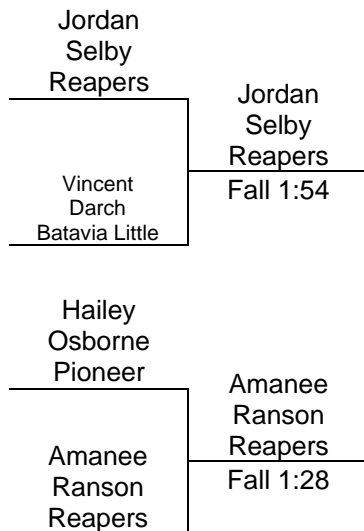 Jordan
Selby
Reapers
Jordan
Selby
Reapers
Fall 1:54
Vincent
Darch
Batavia Little
Hailey
Osborne
Pioneer
Amanee
Ranson
Reapers
Fall 1:28
Amanee
Ranson
Reapers